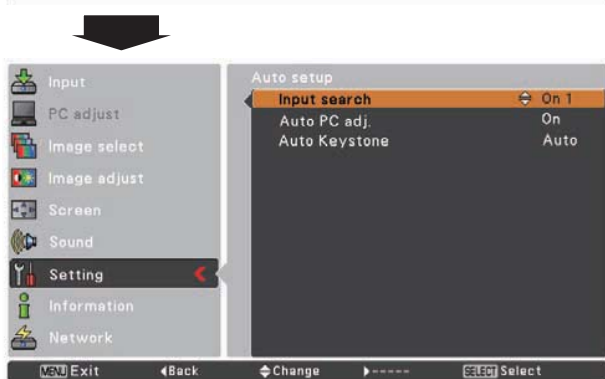 Input
PC adjust
Image select
Image adjust
Screen
Sound
Setting
Information
Network
Auto setup
Input search On 1
Auto PC adj. On
Auto Keystone Auto
MENU Exit Back Change ----- SELECT Select